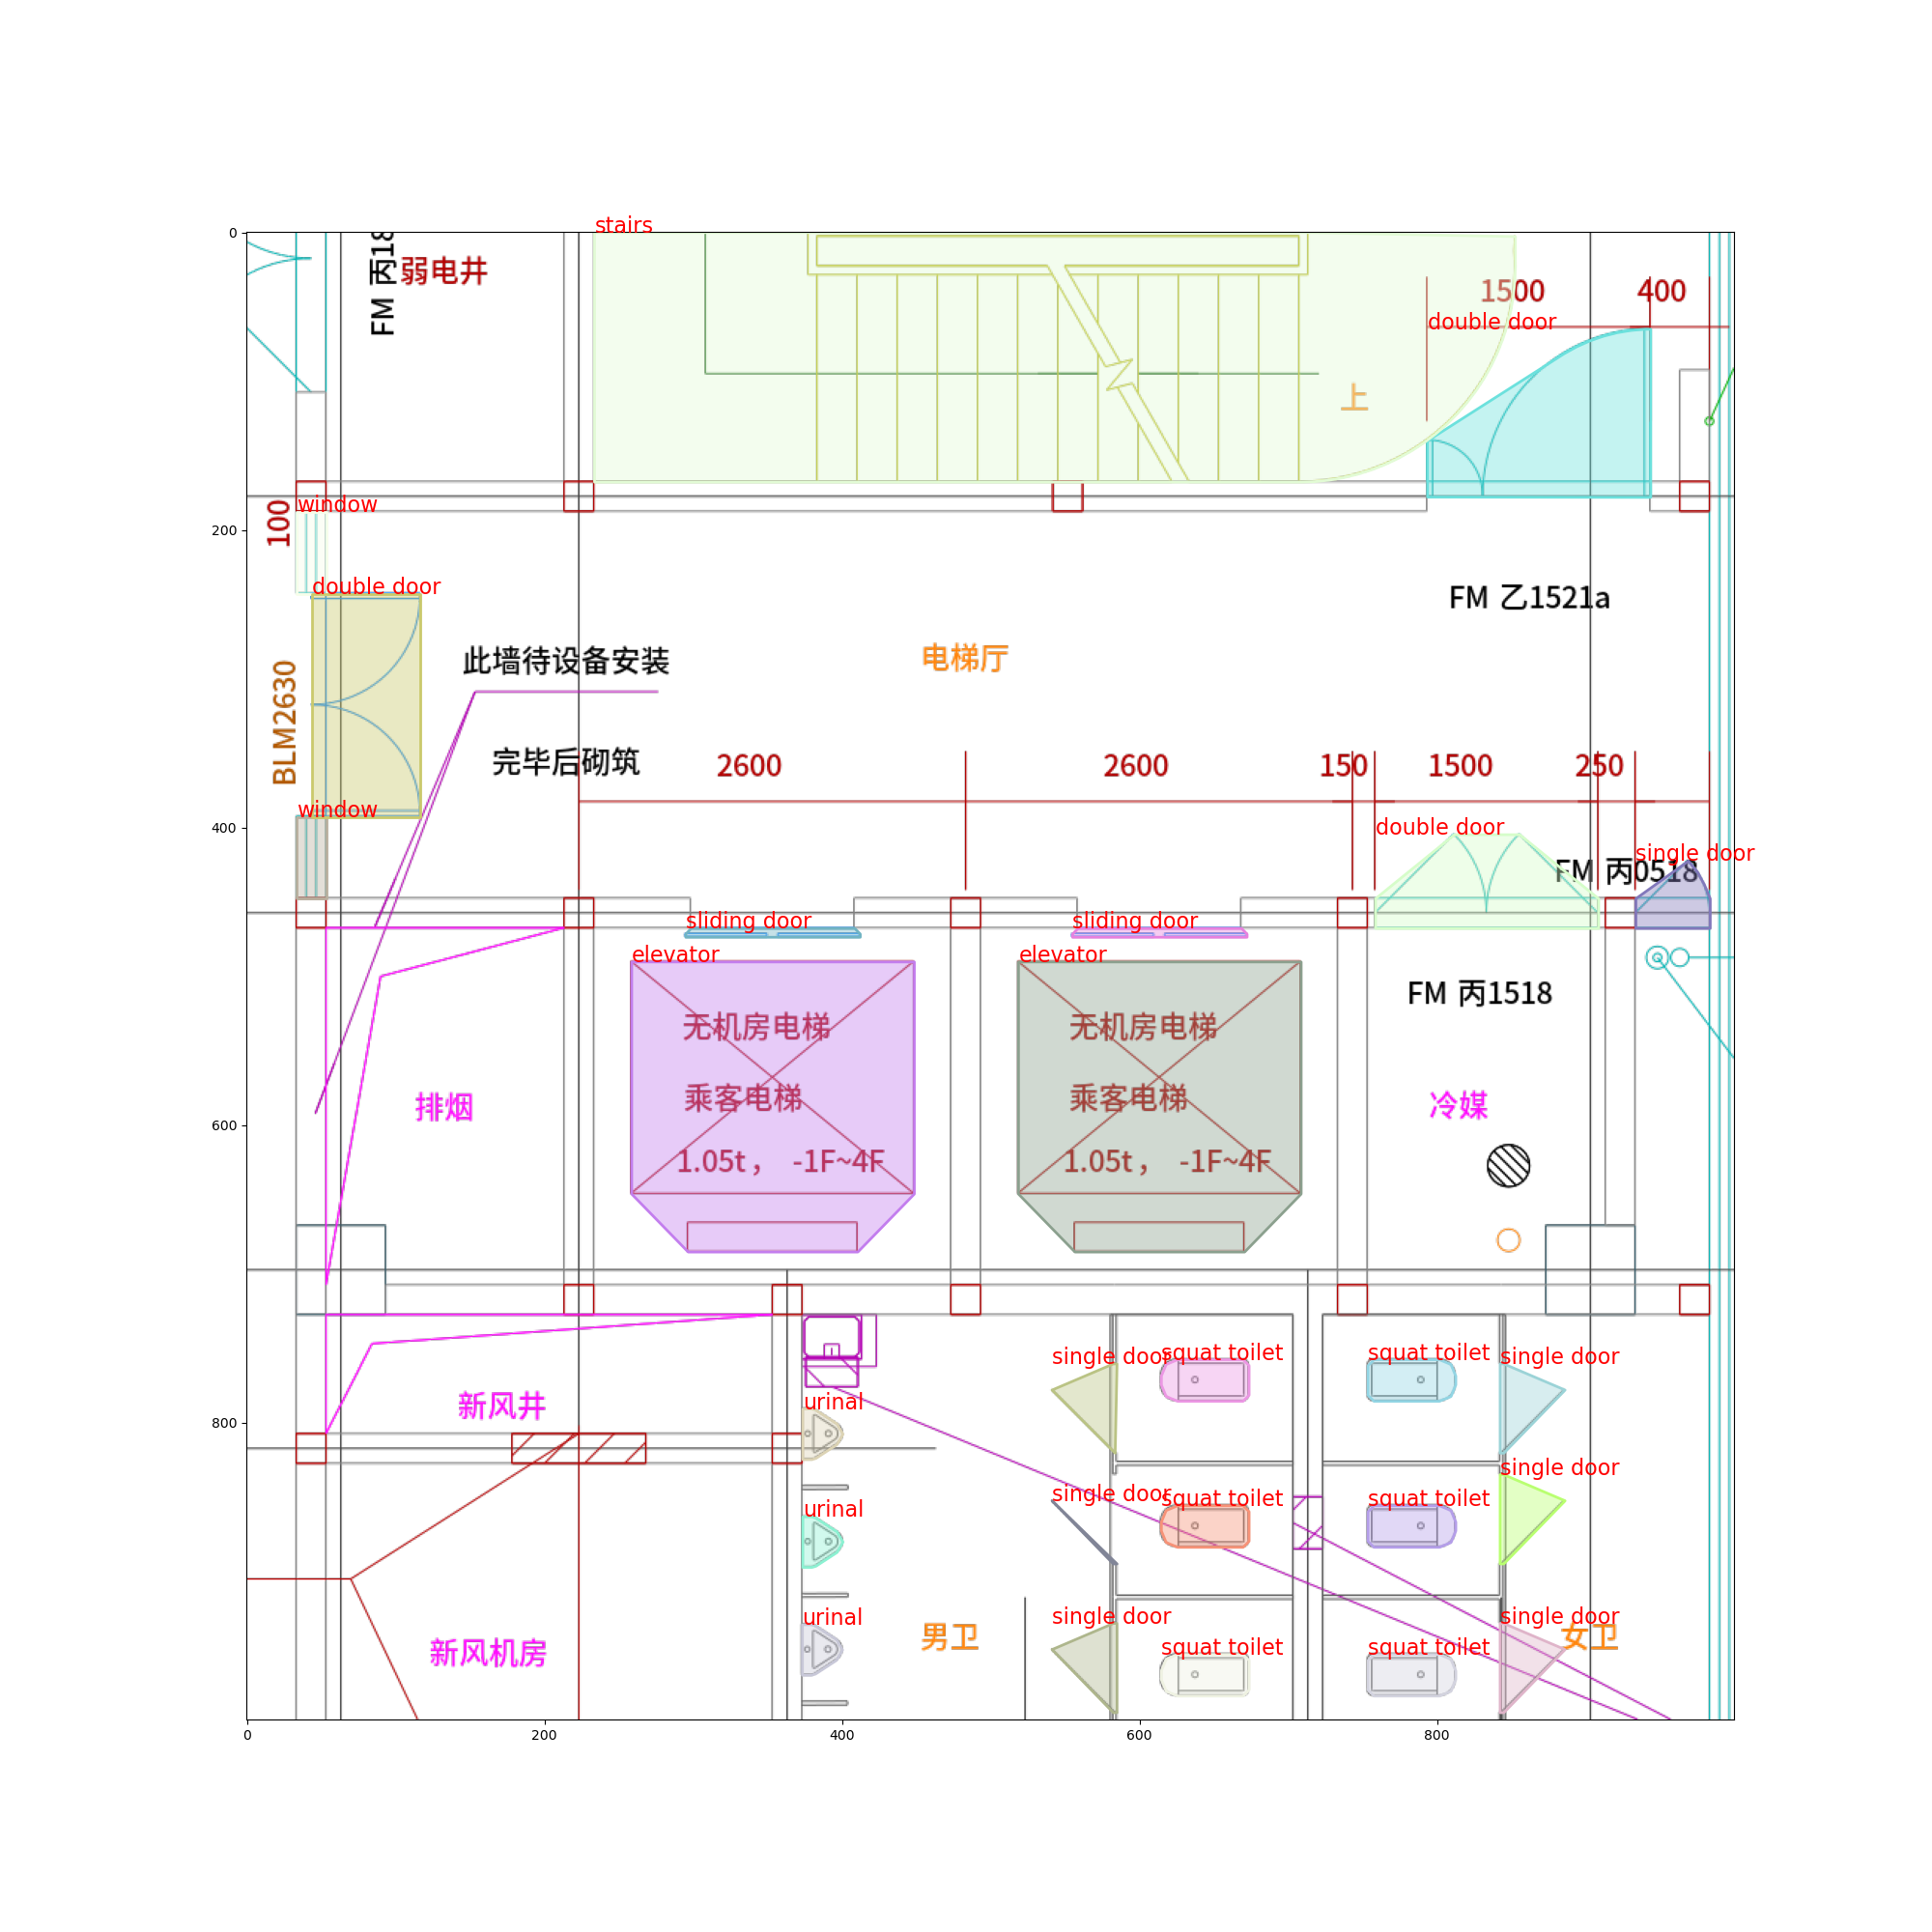 stairs
FM 丙18
弱电井
1500
400
double door
上
100
window
double door
FM 乙1521a
此墙待设备安装
电梯厅
BLM2630
完毕后砌筑
2600
2600
150
1500
250
window
double door
single door
FM 丙0518
sliding door
sliding door
elevator
elevator
FM 丙1518
无机房电梯
无机房电梯
乘客电梯
乘客电梯
排烟
冷媒
1.05t， -1F~4F
1.05t， -1F~4F
single door
squat toilet
squat toilet
single door
新风井
urinal
single door
squat toilet
squat toilet
single door
urinal
single door
squat toilet
squat toilet
single door
urinal
新风机房
男卫
女卫
0
200
400
600
800
0
200
400
600
800